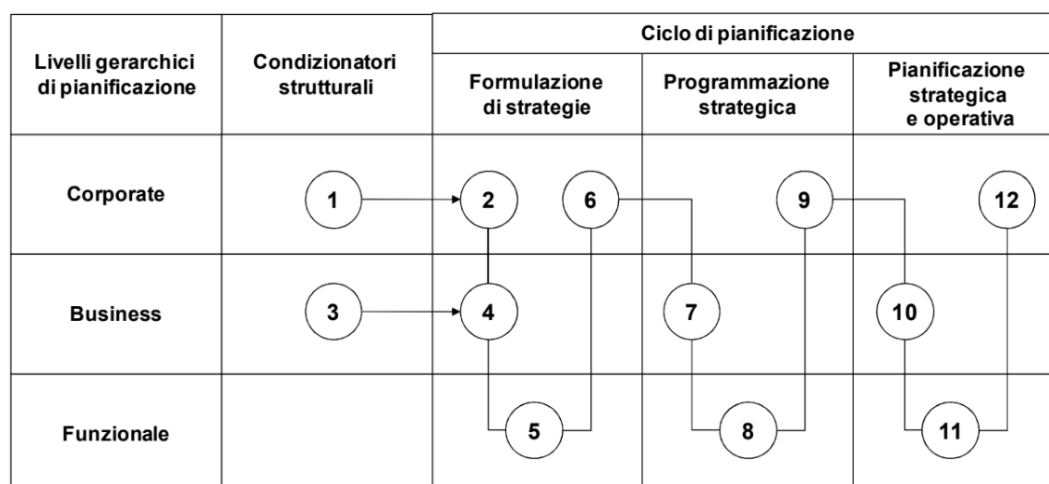 Livelli gerarchici
di pianificazione
Condizionatori
strutturali
Ciclo di pianificazione
Formulazione
di strategie
Programmazione
strategica
Pianificazione
strategica
e operativa
Corporate
1
2
6
9
12
Business
3
4
7
10
Funzionale
5
8
11